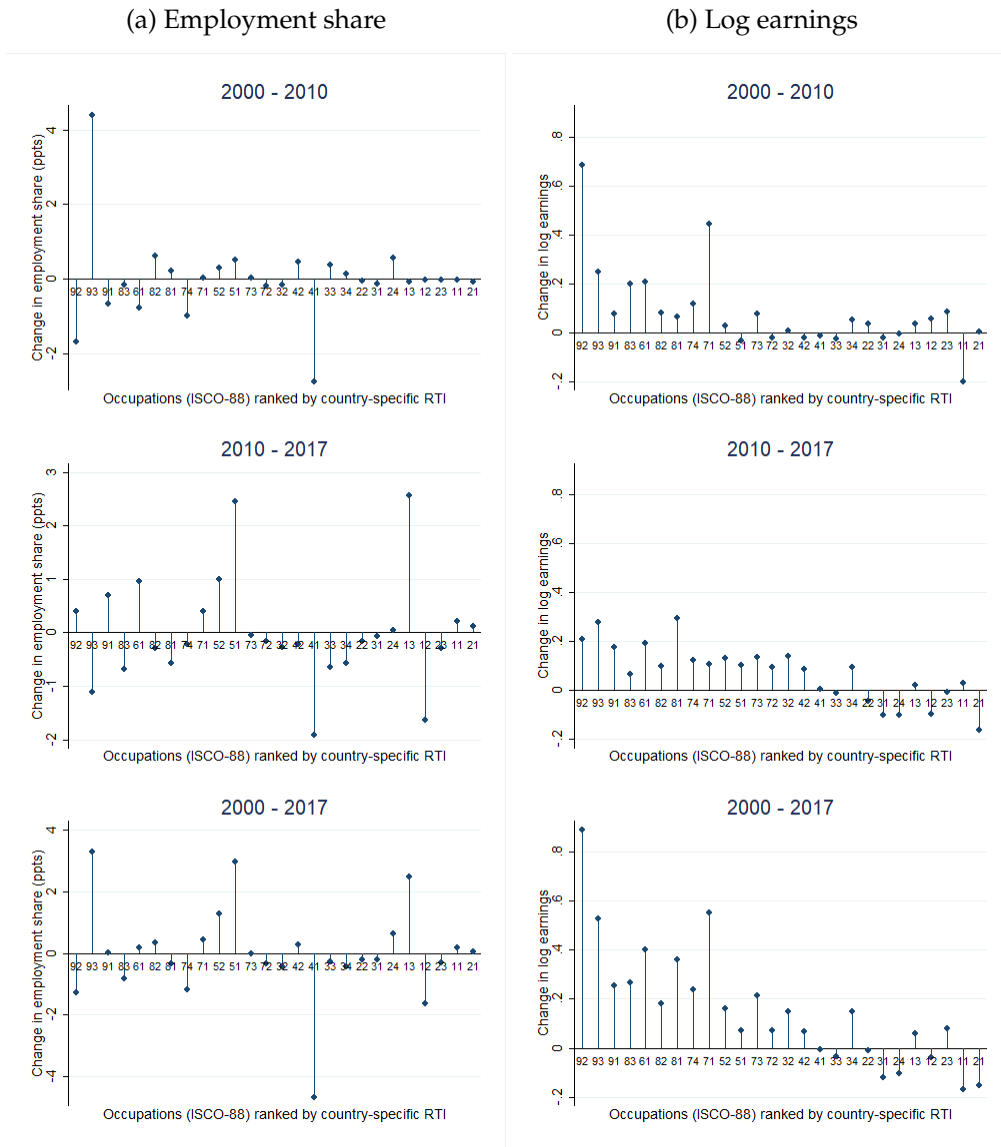 (a) Employment share
2000 - 2010
Change in employment share (ppts)
4
2
0
-2
92 93 91 83 61 82 81 74 71 52 51 73 72 32 42 41 33 34 22 31 24 13 12 23 11 21
Occupations (ISCO-88) ranked by country-specific RTI
2010 - 2017
Change in employment share (ppts)
3
2
1
0
-1
-2
92 93 91 83 61 82 81 74 71 52 51 73 72 32 42 41 33 34 22 31 24 13 12 23 11 21
Occupations (ISCO-88) ranked by country-specific RTI
2000 - 2017
Change in employment share (ppts)
4
2
0
-2
-4
92 93 91 83 61 82 81 74 71 52 51 73 72 32 42 41 33 34 22 31 24 13 12 23 11 21
Occupations (ISCO-88) ranked by country-specific RTI
(b) Log earnings
2000 - 2010
Change in log earnings
.8
.6
.4
.2
0
-.2
92 93 91 83 61 82 81 74 71 52 51 73 72 32 42 41 33 34 22 31 24 13 12 23 11 21
Occupations (ISCO-88) ranked by country-specific RTI
2010 - 2017
Change in log earnings
.8
.6
.4
.2
0
-.2
92 93 91 83 61 82 81 74 71 52 51 73 72 32 42 41 33 34 22 31 24 13 12 23 11 21
Occupations (ISCO-88) ranked by country-specific RTI
2000 - 2017
Change in log earnings
.8
.6
.4
.2
0
-.2
92 93 91 83 61 82 81 74 71 52 51 73 72 32 42 41 33 34 22 31 24 13 12 23 11 21
Occupations (ISCO-88) ranked by country-specific RTI